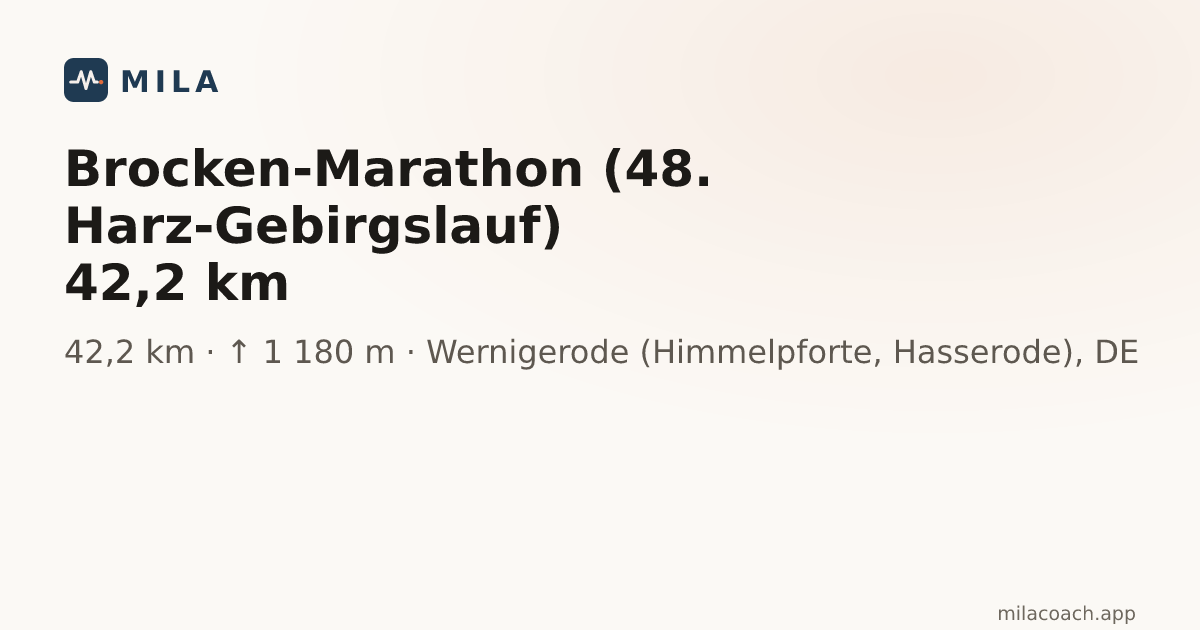 MILA
Brocken-Marathon (48.
Harz-Gebirgslauf)
42,2 km
42,2 km · ↑ 1 180 m · Wernigerode (Himmelpforte, Hasserode), DE
milacoach.app